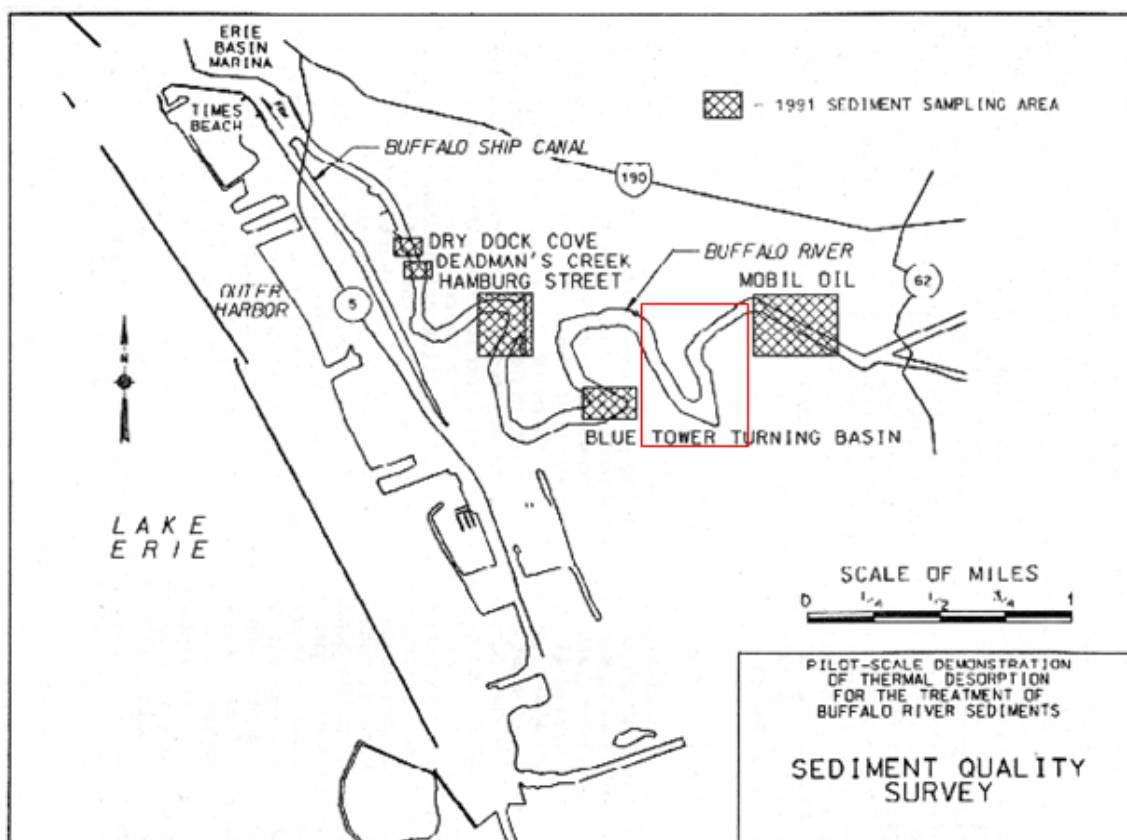 ERIE
BASIN
MARINA
TIMES
BEACH
BUFFALO SHIP CANAL
- 1991 SEDIMENT SAMPLING AREA
190
DRY DOCK COVE
DEADMAN'S CREEK
HAMBURG STREET
BUFFALO RIVER
MOBIL OIL
62
OUTER
HARBOR
5
N
BLUE TOWER TURNING BASIN
LAKE
ERIE
SCALE OF MILES
0 1/4 1/2 3/4 1
PILOT-SCALE DEMONSTRATION
OF THERMAL DESORPTION
FOR THE TREATMENT OF
BUFFALO RIVER SEDIMENTS
SEDIMENT QUALITY
SURVEY